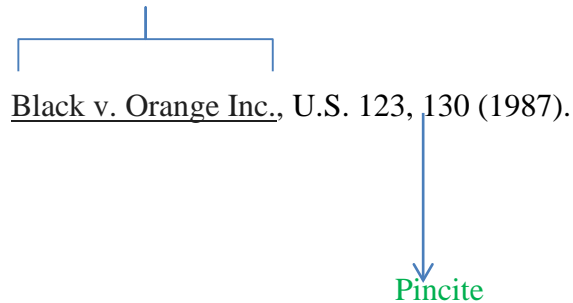 Black v. Orange Inc., U.S. 123, 130 (1987).
Pincite